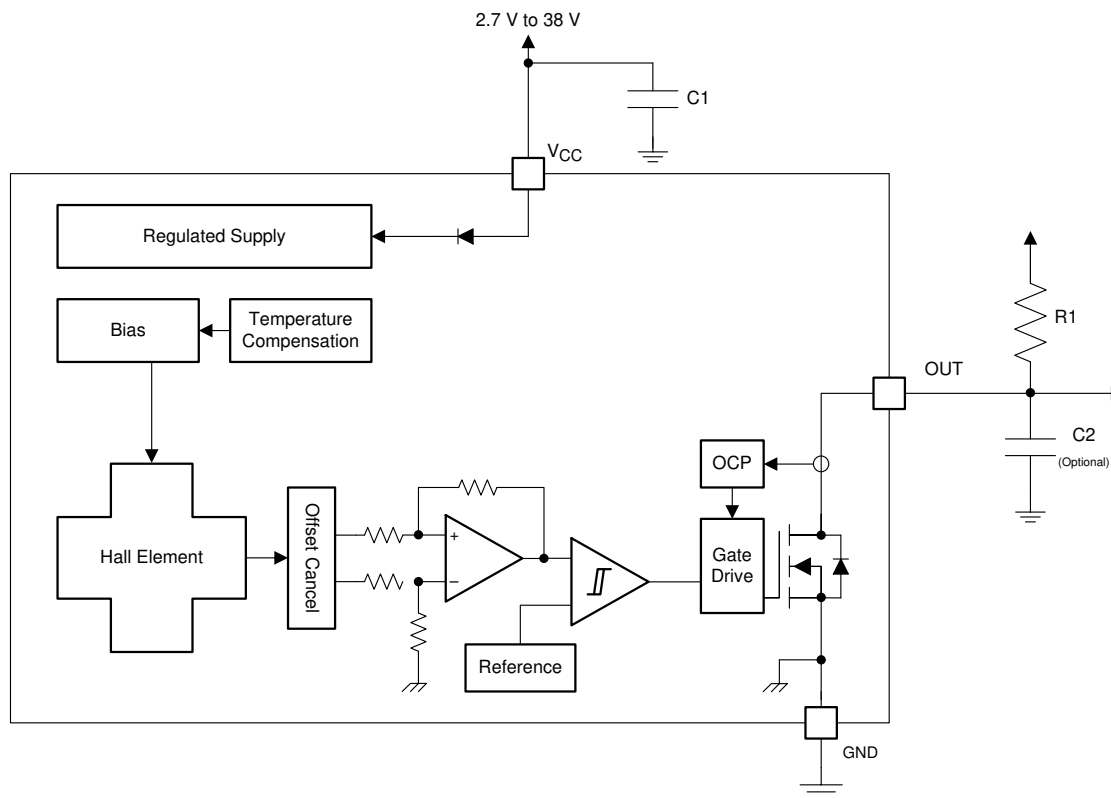 2.7 V to 38 V
C1
VCC
Regulated Supply
Bias
Temperature
Compensation
R1
OUT
C2
(Optional)
OCP
Hall Element
Offset Cancel
+
–
Gate
Drive
Reference
GND